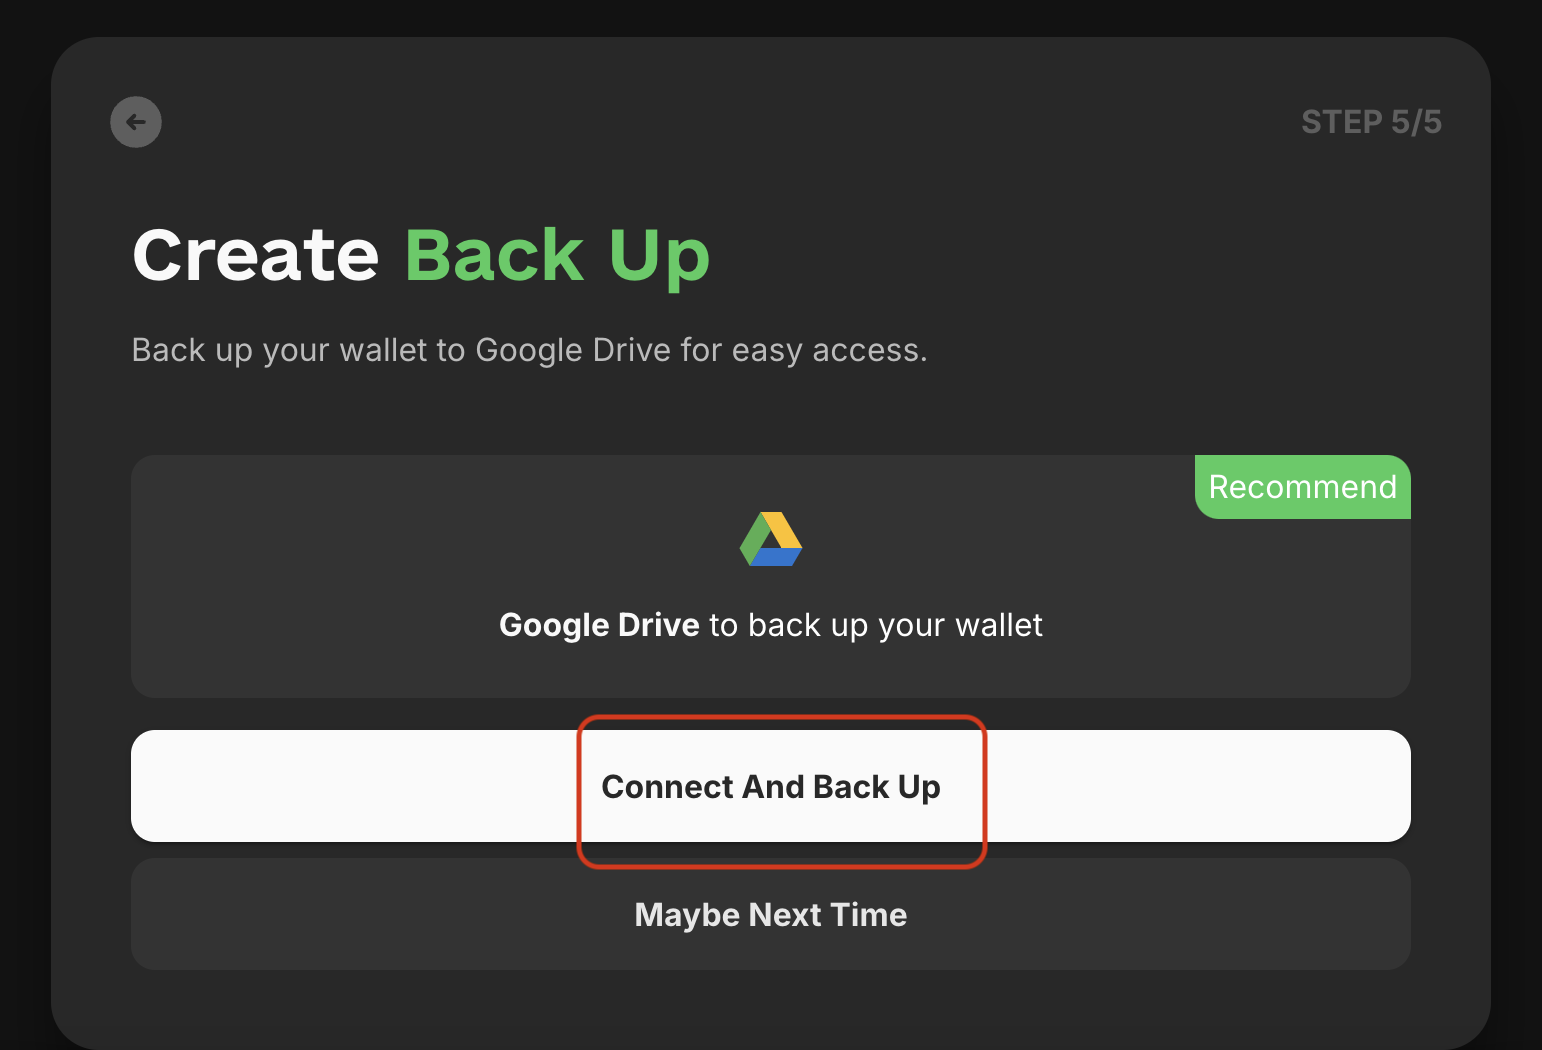 STEP 5/5
Create Back Up
Back up your wallet to Google Drive for easy access.
Recommend
Google Drive to back up your wallet
Connect And Back Up
Maybe Next Time